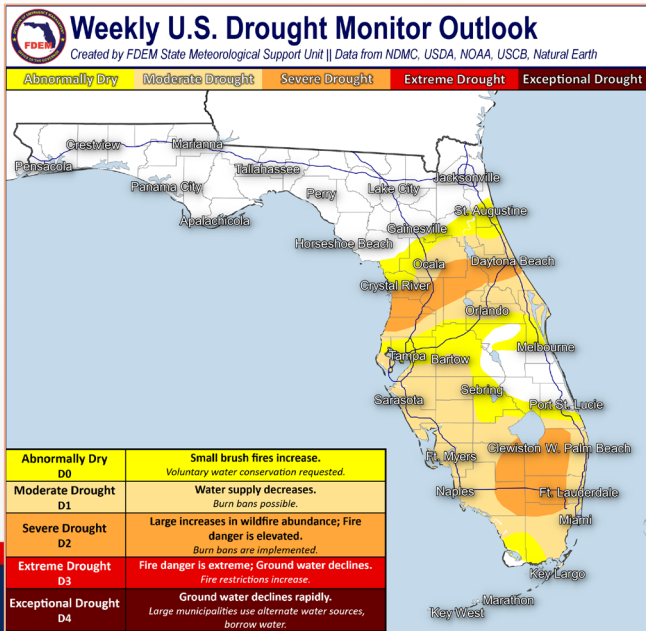 Weekly U.S. Drought Monitor Outlook
FDEM
Created by FDEM State Meteorological Support Unit || Data from NDMC, USDA, NOAA, USCB, Natural Earth
Abnormally Dry Moderate Drought Severe Drought Extreme Drought Exceptional Drought
Crestview Marianna
Pensacola
Tallahassee
Jacksonville
Panama City
Perry
Lake City
Apalachicola
St. Augustine
Gainesville
Horseshoe Beach
Ocala
Daytona Beach
Crystal River
Orlando
Tampa Bartow
Melbourne
Sebring
Sarasota
Port St. Lucie
Clewiston W. Palm Beach
Ft. Myers
Naples
Ft. Lauderdale
Miami
Key Largo
Marathon
Key West
Abnormally Dry
D0
Small brush fires increase.
Voluntary water conservation requested.
Moderate Drought
D1
Water supply decreases.
Burn bans possible.
Severe Drought
D2
Large increases in wildfire abundance; Fire
danger is elevated.
Burn bans are implemented.
Extreme Drought
D3
Fire danger is extreme; Ground water declines.
Fire restrictions increase.
Exceptional Drought
D4
Ground water declines rapidly.
Large municipalities use alternate water sources,
borrow water.